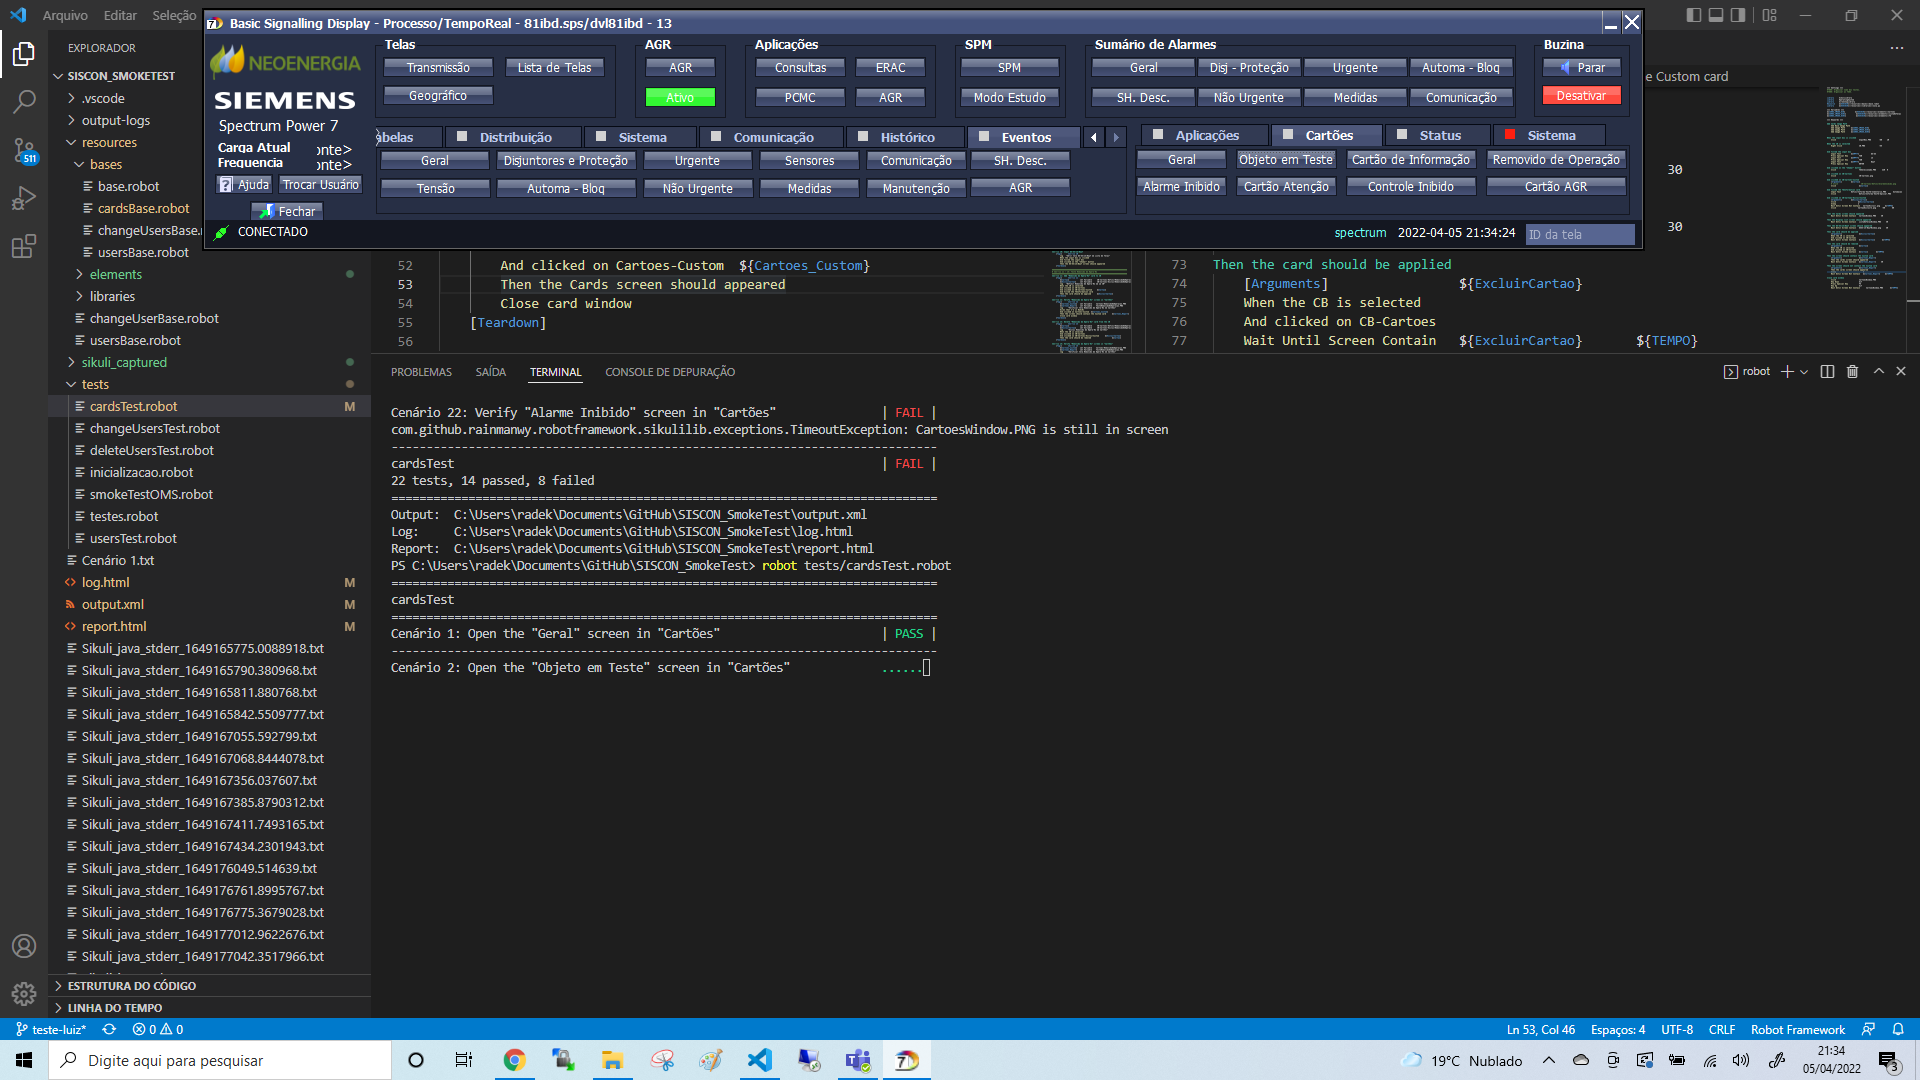 Arquivo Editar Seleção
Basic Signalling Display - Processo/TempoReal - 81ibd.sps/dvl81ibd - 13
NEOENERGIA
SIEMENS
Spectrum Power 7
Carga Atual onte>
Frequencia onte>
Ajuda Trocar Usuário
Fechar
CONECTADO
Telas
Transmissão Lista de Telas
Geográfico
AGR
AGR
Ativo
Aplicações
Consultas ERAC
PCMC AGR
SPM
SPM
Modo Estudo
Sumário de Alarmes
Geral Disj - Proteção Urgente Automa - Bloq
SH. Desc. Não Urgente Medidas Comunicação
Buzina
Parar
Desativar
abelas Distribuição Sistema Comunicação Histórico Eventos
Geral Disjuntores e Proteção Urgente Sensores Comunicação SH. Desc.
Tensão Automa - Bloq Não Urgente Medidas Manutenção AGR
Aplicações Cartões Status Sistema
Geral Objeto em Teste Cartão de Informação Removido de Operação
Alarme Inibido Cartão Atenção Controle Inibido Cartão AGR
spectrum 2022-04-05 21:34:24 ID da tela
e Custom card
30
30
EXPLORADOR
SISCON_SMOKETEST
.vscode
output-logs
resources
bases
base.robot
cardsBase.robot
changeUsersBase.
usersBase.robot
elements
libraries
changeUserBase.robot
usersBase.robot
sikuli_captured
tests
cardsTest.robot M
changeUsersTest.robot
deleteUsersTest.robot
inicializacao.robot
smokeTestOMS.robot
testes.robot
usersTest.robot
Cenário 1.txt
log.html M
output.xml M
report.html M
Sikuli_java_stderr_1649165775.0088918.txt
Sikuli_java_stderr_1649165790.380968.txt
Sikuli_java_stderr_1649165811.880768.txt
Sikuli_java_stderr_1649165842.5509777.txt
Sikuli_java_stderr_1649167055.592799.txt
Sikuli_java_stderr_1649167068.8444078.txt
Sikuli_java_stderr_1649167356.037607.txt
Sikuli_java_stderr_1649167385.8790312.txt
Sikuli_java_stderr_1649167411.7493165.txt
Sikuli_java_stderr_1649167434.2301943.txt
Sikuli_java_stderr_1649176049.514639.txt
Sikuli_java_stderr_1649176761.8995767.txt
Sikuli_java_stderr_1649176775.3679028.txt
Sikuli_java_stderr_1649177012.9622676.txt
Sikuli_java_stderr_1649177042.3517966.txt
ESTRUTURA DO CÓDIGO
LINHA DO TEMPO
511
52 And clicked on Cartoes-Custom ${Cartoes_Custom}
53 Then the Cards screen should appeared
54 Close card window
55 [Teardown]
56
73 Then the card should be applied
74 [Arguments] ${ExcluirCartao}
75 When the CB is selected
76 And clicked on CB-Cartoes
77 Wait Until Screen Contain ${ExcluirCartao} ${TEMPO}
PROBLEMAS SAÍDA TERMINAL CONSOLE DE DEPURAÇÃO
robot
Cenário 22: Verify "Alarme Inibido" screen in "Cartões" | FAIL |
com.github.rainmanwy.robotframework.sikulilib.exceptions.TimeoutException: CartoesWindow.PNG is still in screen
------------------------------------------------------------------------------
cardsTest | FAIL |
22 tests, 14 passed, 8 failed
==============================================================================
Output: C:\Users\radek\Documents\GitHub\SISCON_SmokeTest\output.xml
Log: C:\Users\radek\Documents\GitHub\SISCON_SmokeTest\log.html
Report: C:\Users\radek\Documents\GitHub\SISCON_SmokeTest\report.html
PS C:\Users\radek\Documents\GitHub\SISCON_SmokeTest> robot tests/cardsTest.robot
==============================================================================
cardsTest
==============================================================================
Cenário 1: Open the "Geral" screen in "Cartões" | PASS |
------------------------------------------------------------------------------
Cenário 2: Open the "Objeto em Teste" screen in "Cartões" ......
teste-luiz* 0 0
Ln 53, Col 46 Espaços: 4 UTF-8 CRLF Robot Framework
Digite aqui para pesquisar
19°C Nublado
21:34
05/04/2022
3